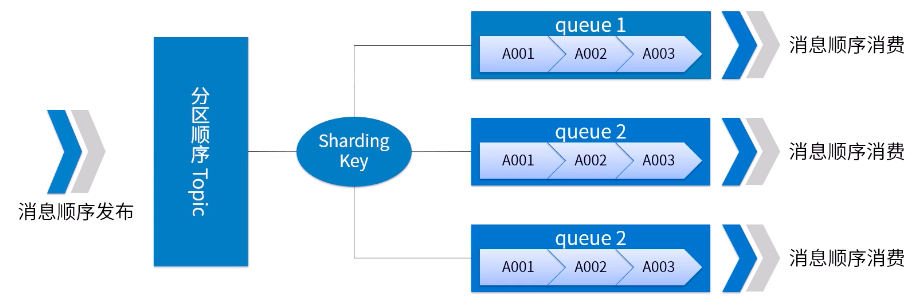 消息顺序发布
分区顺序 Topic
Sharding
Key
queue 1
A001 A002 A003
消息顺序消费
queue 2
A001 A002 A003
消息顺序消费
queue 2
A001 A002 A003
消息顺序消费